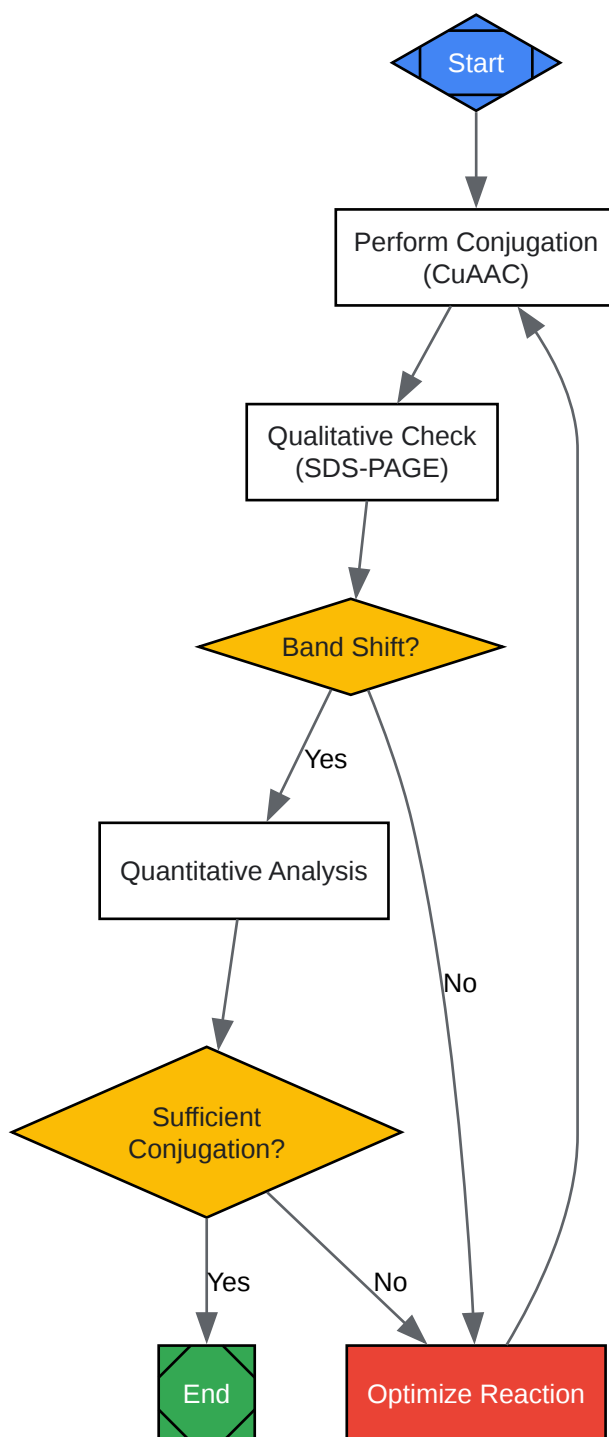 Start
Perform Conjugation
(CuAAC)
Qualitative Check
(SDS-PAGE)
Band Shift?
Yes
Quantitative Analysis
No
Sufficient
Conjugation?
Yes
No
End
Optimize Reaction